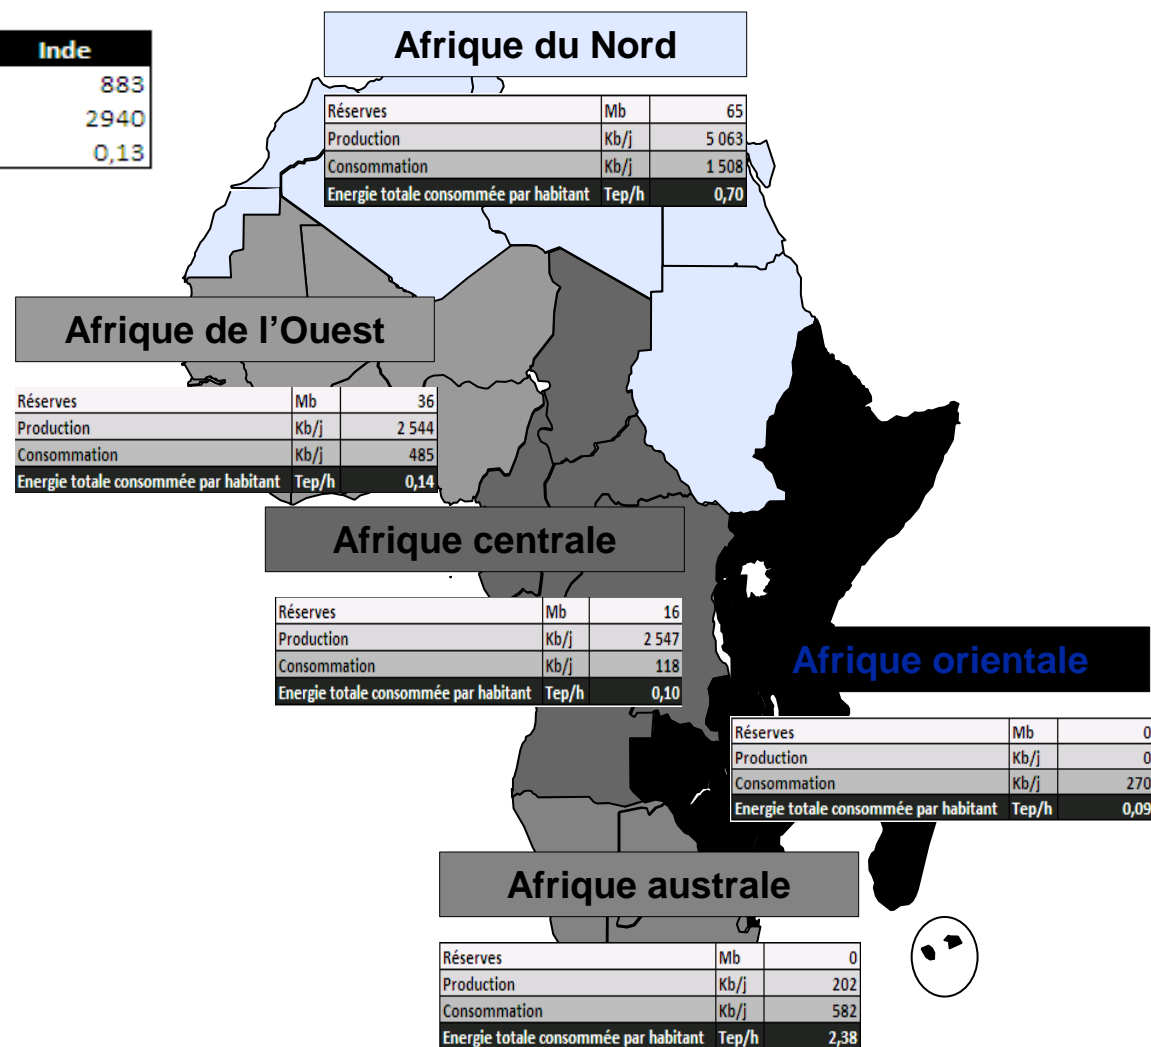 Inde
883
2940
0,13
Afrique du Nord
Réserves Mb 65
Production Kb/j 5 063
Consommation Kb/j 1 508
Energie totale consommée par habitant Tep/h 0,70
Afrique de l'Ouest
Réserves Mb 36
Production Kb/j 2 544
Consommation Kb/j 485
Energie totale consommée par habitant Tep/h 0,14
Afrique centrale
Réserves Mb 16
Production Kb/j 2 547
Consommation Kb/j 118
Energie totale consommée par habitant Tep/h 0,10
Afrique orientale
Réserves Mb 0
Production Kb/j 0
Consommation Kb/j 270
Energie totale consommée par habitant Tep/h 0,09
Afrique australe
Réserves Mb 0
Production Kb/j 202
Consommation Kb/j 582
Energie totale consommée par habitant Tep/h 2,38